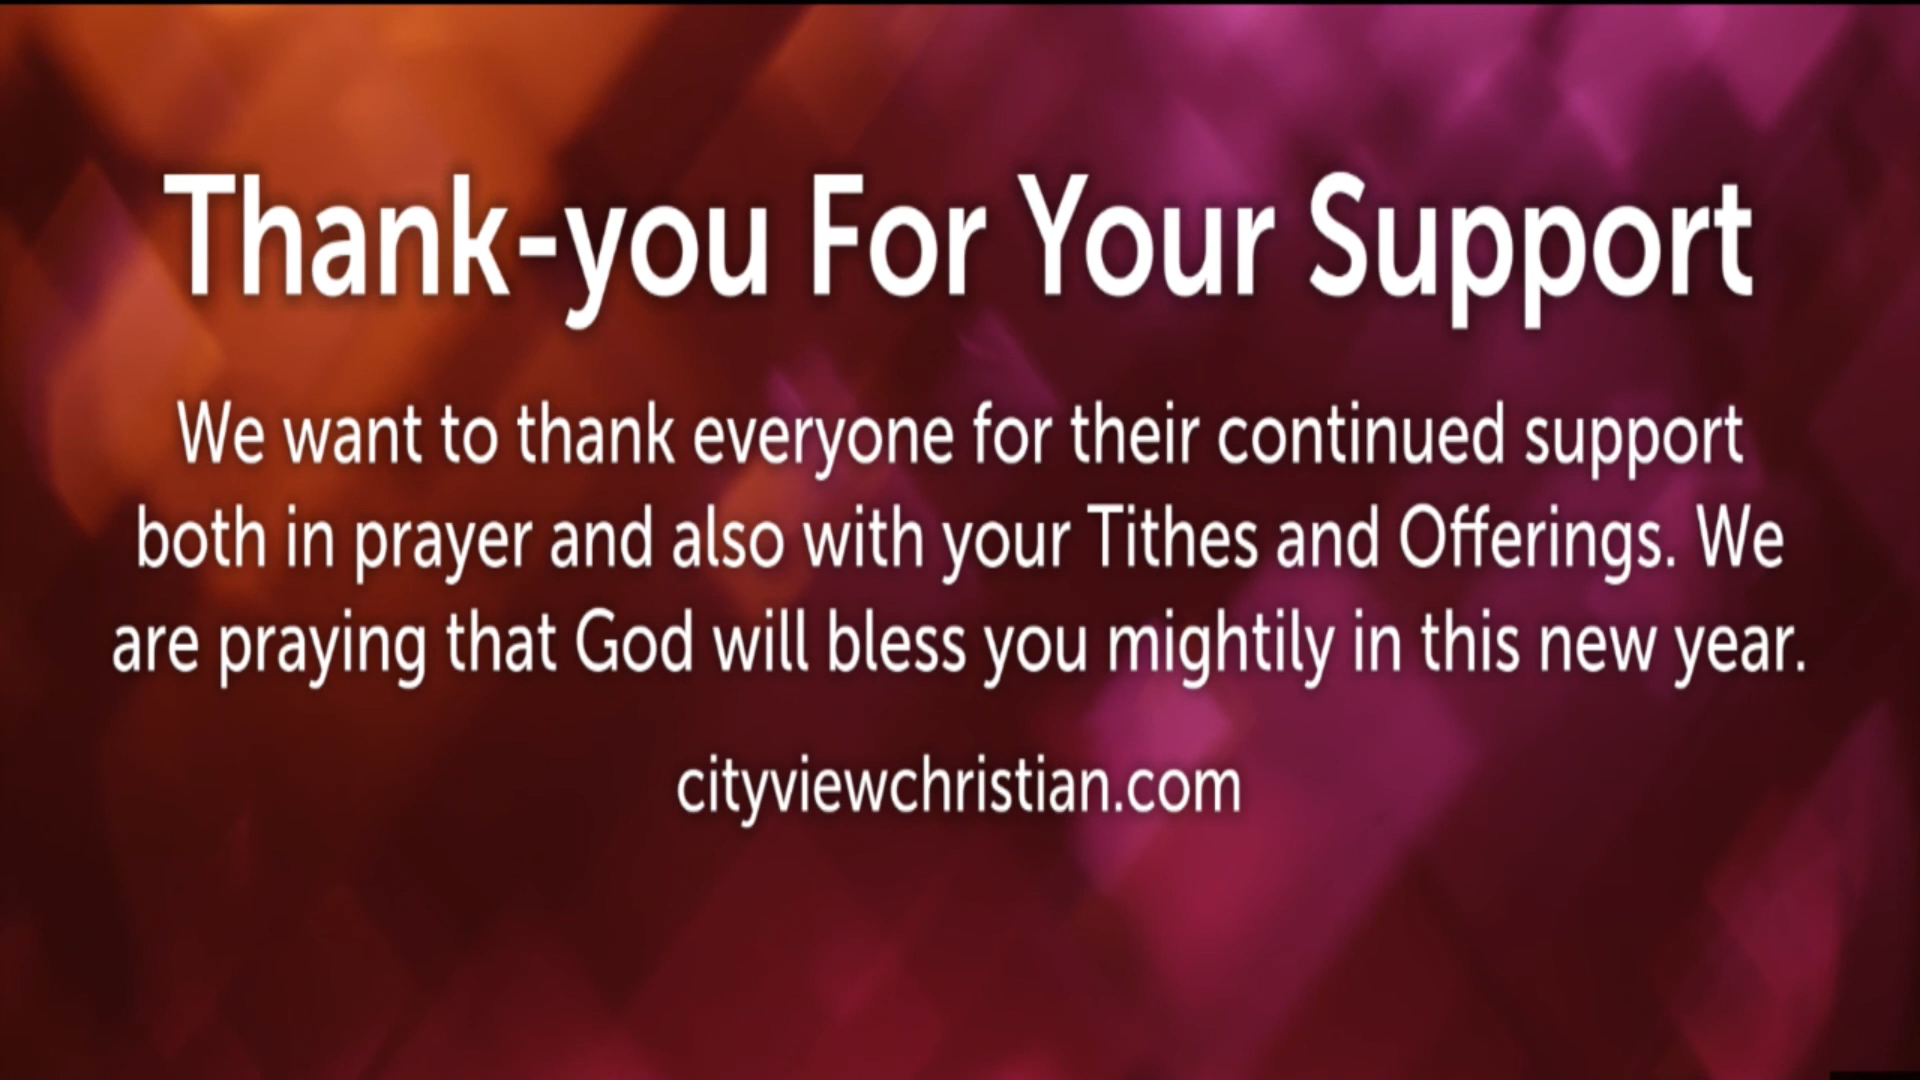 Thank-you For Your Support
We want to thank everyone for their continued support
both in prayer and also with your Tithes and Offerings. We
are praying that God will bless you mightily in this new year.
cityviewchristian.com